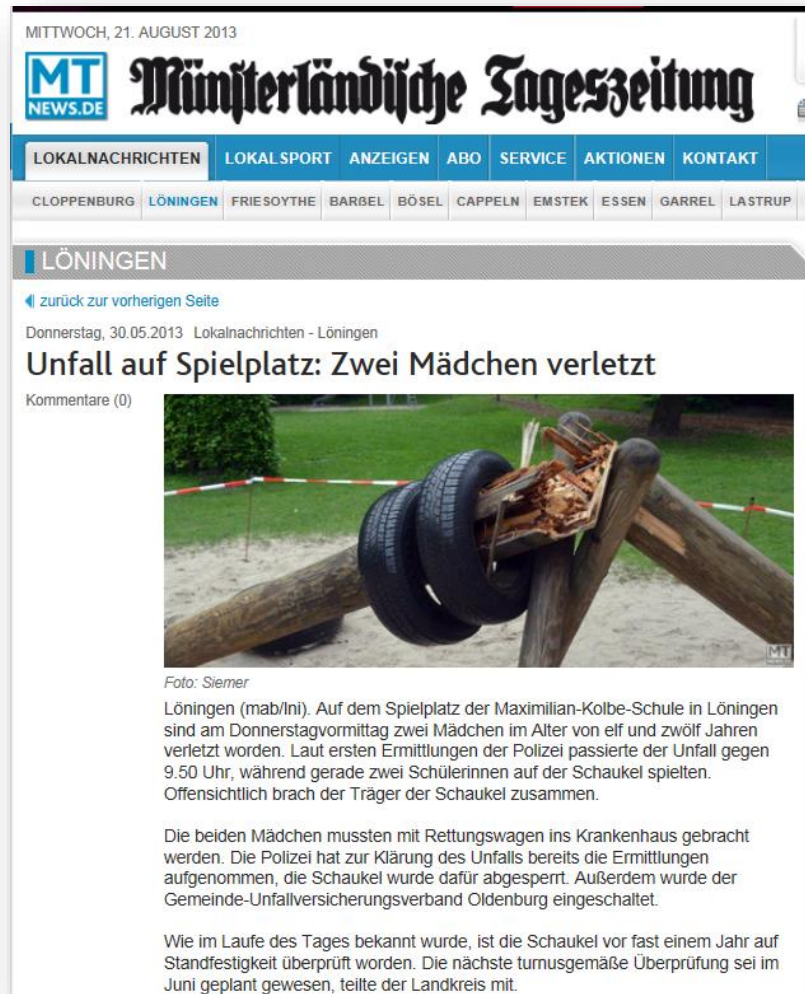 MITTWOCH, 21. AUGUST 2013
MT
NEWS.DE
Münsterländische Tageszeitung
LOKALNACHRICHTEN LOKALSPORT ANZEIGEN ABO SERVICE AKTIONEN KONTAKT
CLOPPENBURG LÖNINGEN FRIESOYTHE BARßEL BÖSEL CAPPELN EMSTEK ESSEN GARREL LASTRUP
LÖNINGEN
zurück zur vorherigen Seite
Donnerstag, 30.05.2013 Lokalnachrichten - Löningen
Unfall auf Spielplatz: Zwei Mädchen verletzt
Kommentare (0)
MT
Foto: Siemer
Löningen (mab/lni). Auf dem Spielplatz der Maximilian-Kolbe-Schule in Löningen
sind am Donnerstagvormittag zwei Mädchen im Alter von elf und zwölf Jahren
verletzt worden. Laut ersten Ermittlungen der Polizei passierte der Unfall gegen
9.50 Uhr, während gerade zwei Schülerinnen auf der Schaukel spielten.
Offensichtlich brach der Träger der Schaukel zusammen.
Die beiden Mädchen mussten mit Rettungswagen ins Krankenhaus gebracht
werden. Die Polizei hat zur Klärung des Unfalls bereits die Ermittlungen
aufgenommen, die Schaukel wurde dafür abgesperrt. Außerdem wurde der
Gemeinde-Unfallversicherungsverband Oldenburg eingeschaltet.
Wie im Laufe des Tages bekannt wurde, ist die Schaukel vor fast einem Jahr auf
Standfestigkeit überprüft worden. Die nächste turnusgemäße Überprüfung sei im
Juni geplant gewesen, teilte der Landkreis mit.